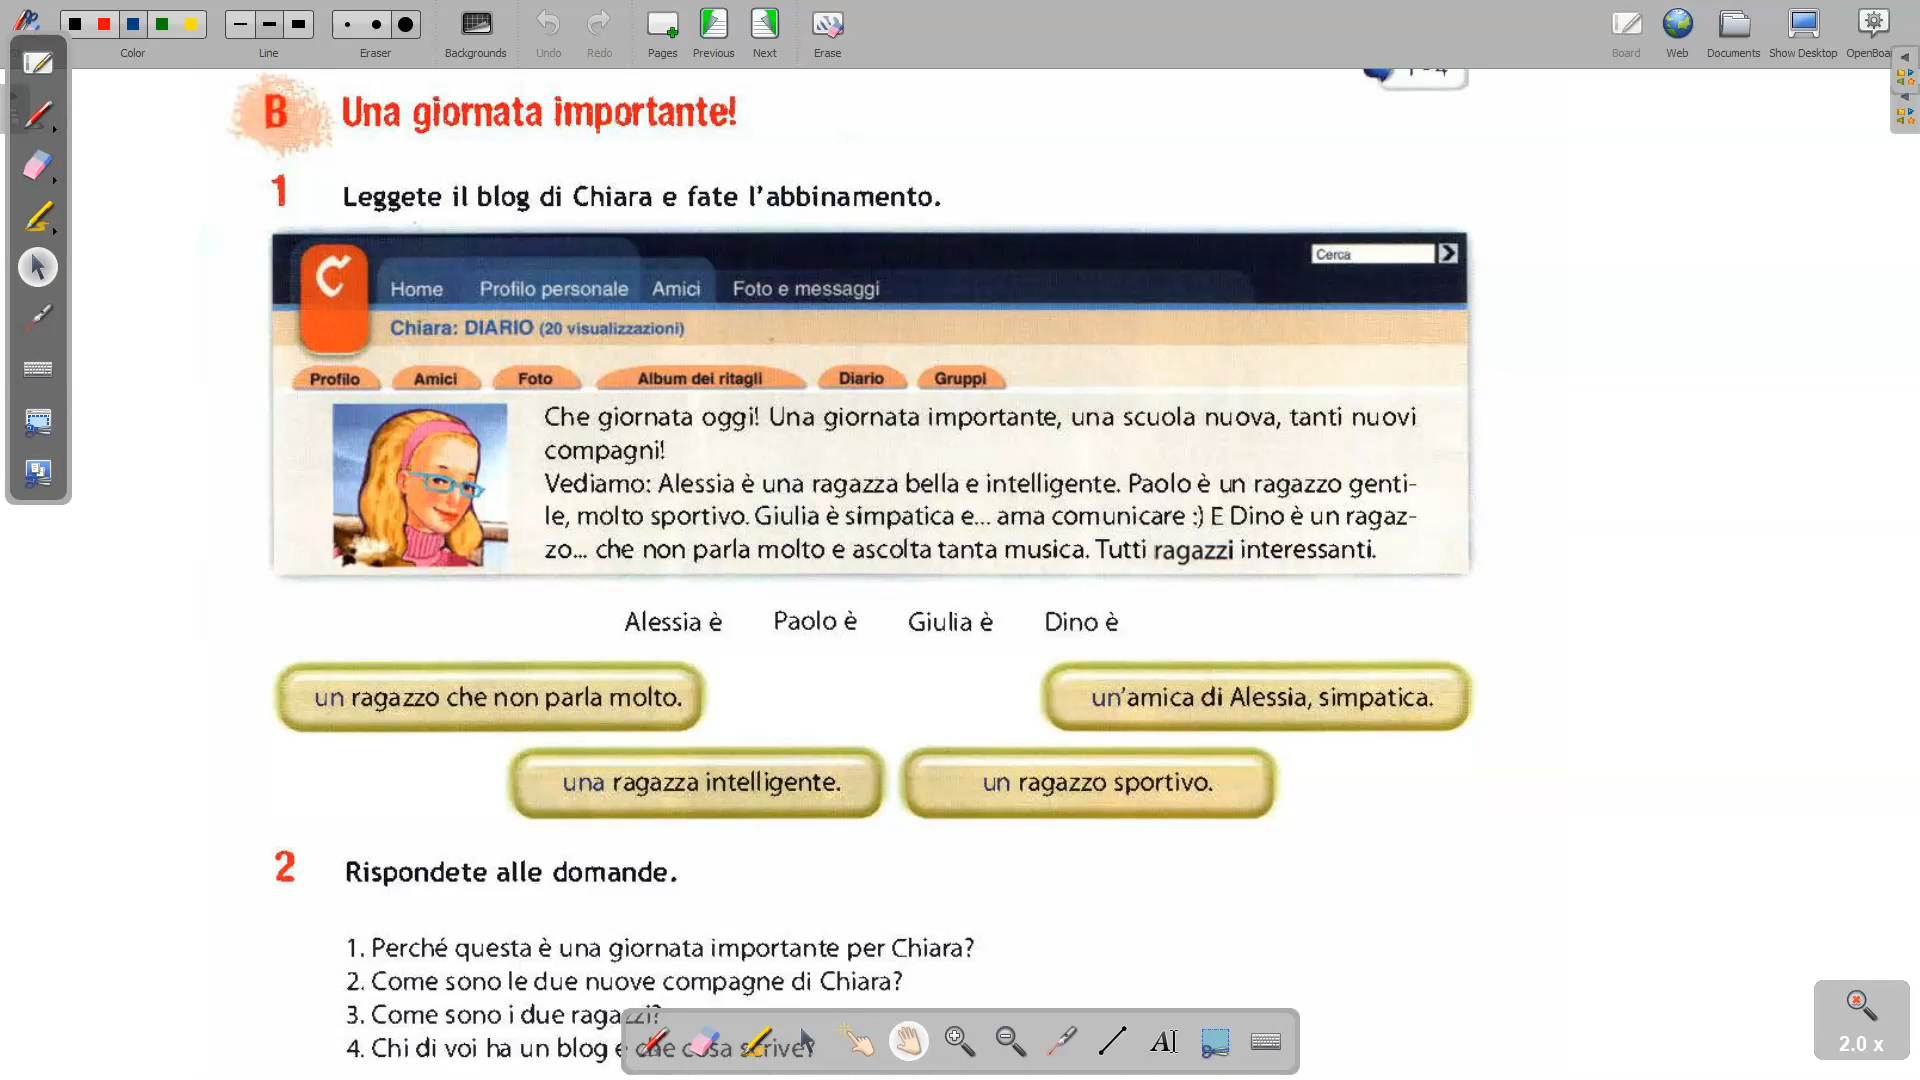 Color
Line
Eraser
Backgrounds
Undo
Redo
Pages
Previous
Next
Erase
Board
Web
Documents
Show Desktop
B Una giornata importante!
1 Leggete il blog di Chiara e fate l'abbinamento.
Cerca
Home Profilo personale Amici Foto e messaggi
Chiara: DIARIO (20 visualizzazioni)
Profilo Amici Foto Album dei ritagli Diario Gruppi
Che giornata oggi! Una giornata importante, una scuola nuova, tanti nuovi
compagni!
Vediamo: Alessia è una ragazza bella e intelligente. Paolo è un ragazzo genti-
le, molto sportivo. Giulia è simpatica e... ama comunicare :) E Dino è un ragaz-
zo... che non parla molto e ascolta tanta musica. Tutti ragazzi interessanti.
Alessia è Paolo è Giulia è Dino è
un ragazzo che non parla molto.
un'amica di Alessia, simpatica.
una ragazza intelligente.
un ragazzo sportivo.
2 Rispondete alle domande.
1. Perché questa è una giornata importante per Chiara?
2. Come sono le due nuove compagne di Chiara?
3. Come sono i due ragazzi?
4. Chi di voi ha un blog e che cosa scrive?
2.0 x